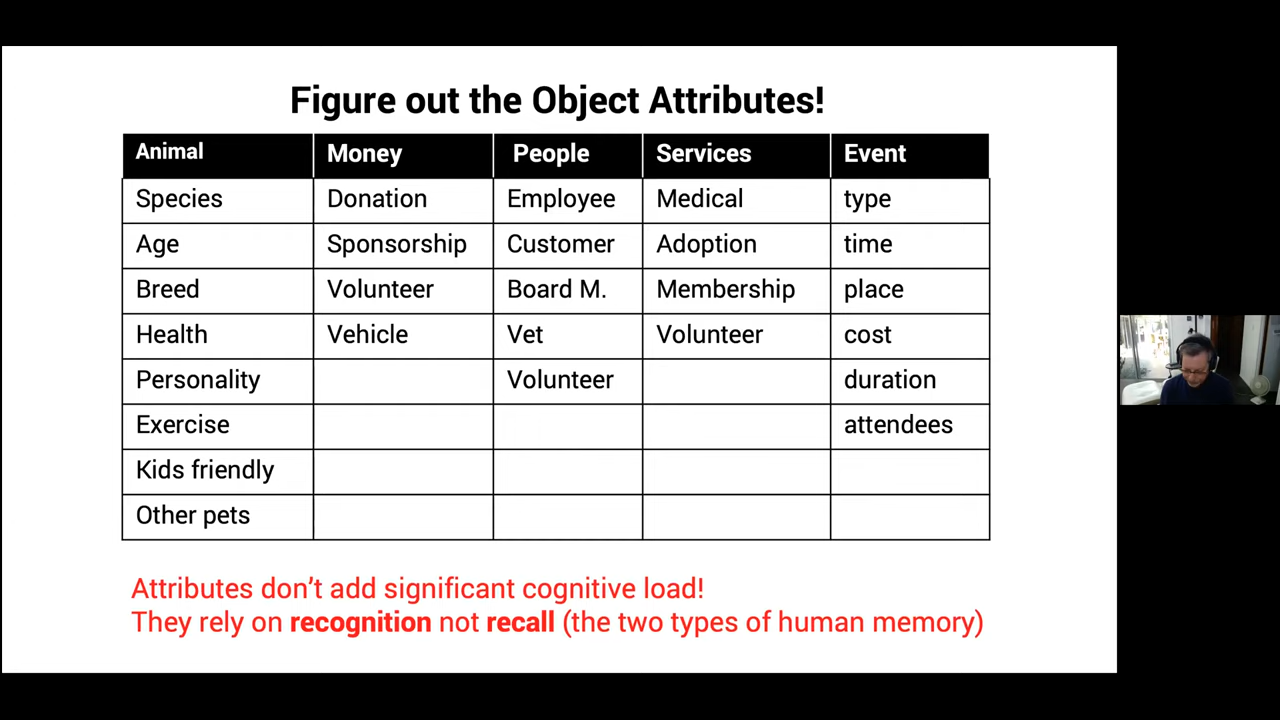 Figure out the Object Attributes!
Animal Money People Services Event
Species Donation Employee Medical type
Age Sponsorship Customer Adoption time
Breed Volunteer Board M. Membership place
Health Vehicle Vet Volunteer cost
Personality Volunteer duration
Exercise attendees
Kids friendly
Other pets
Attributes don’t add significant cognitive load!
They rely on recognition not recall (the two types of human memory)